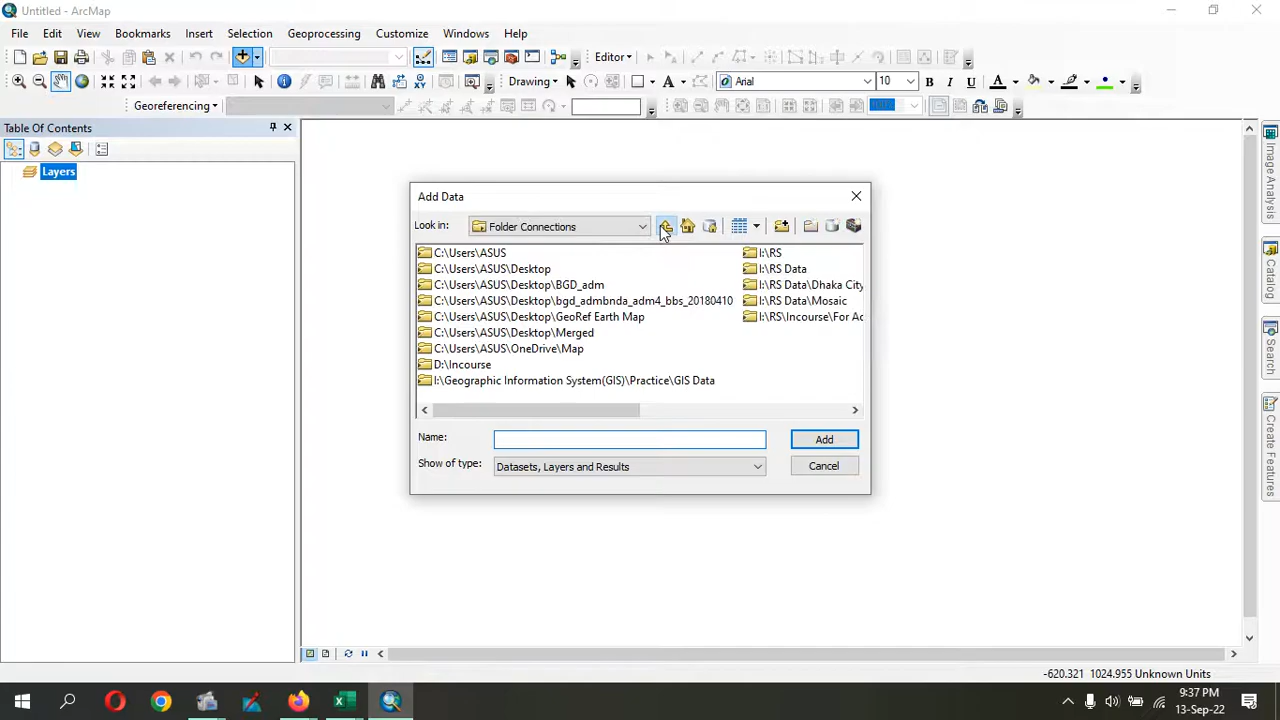 Untitled - ArcMap
File Edit View Bookmarks Insert Selection Geoprocessing Customize Windows Help
Editor
Drawing Arial 10 B I U A
Georeferencing
Table Of Contents
Layers
Add Data
Look in: Folder Connections
C:\Users\ASUS
C:\Users\ASUS\Desktop
C:\Users\ASUS\Desktop\BGD_adm
C:\Users\ASUS\Desktop\bgd_admbnda_adm4_bbs_20180410
C:\Users\ASUS\Desktop\GeoRef Earth Map
C:\Users\ASUS\Desktop\Merged
C:\Users\ASUS\OneDrive\Map
D:\Incourse
I:\Geographic Information System(GIS)\Practice\GIS Data
I:\RS
I:\RS Data
I:\RS Data\Dhaka City
I:\RS Data\Mosaic
I:\RS\Incourse\For Ac
Name:
Add
Show of type: Datasets, Layers and Results
Cancel
Image Analysis
Catalog
Search
Create Features
-620.321 1024.955 Unknown Units
9:37 PM
13-Sep-22